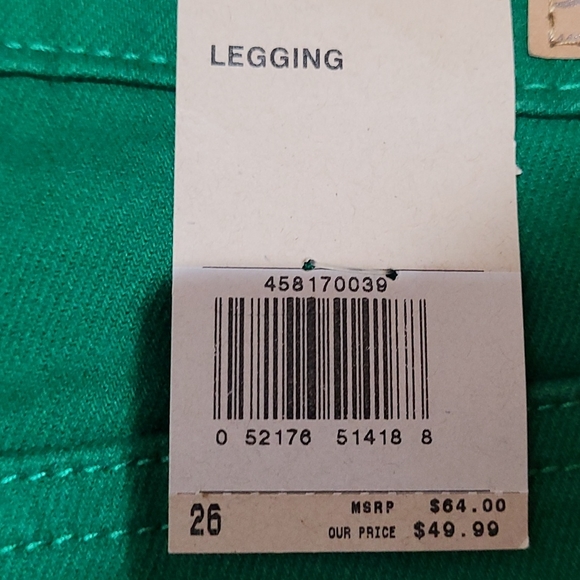 LEGGING
458170039
0 52176 51418 8
26 MSRP $64.00
OUR PRICE $49.99